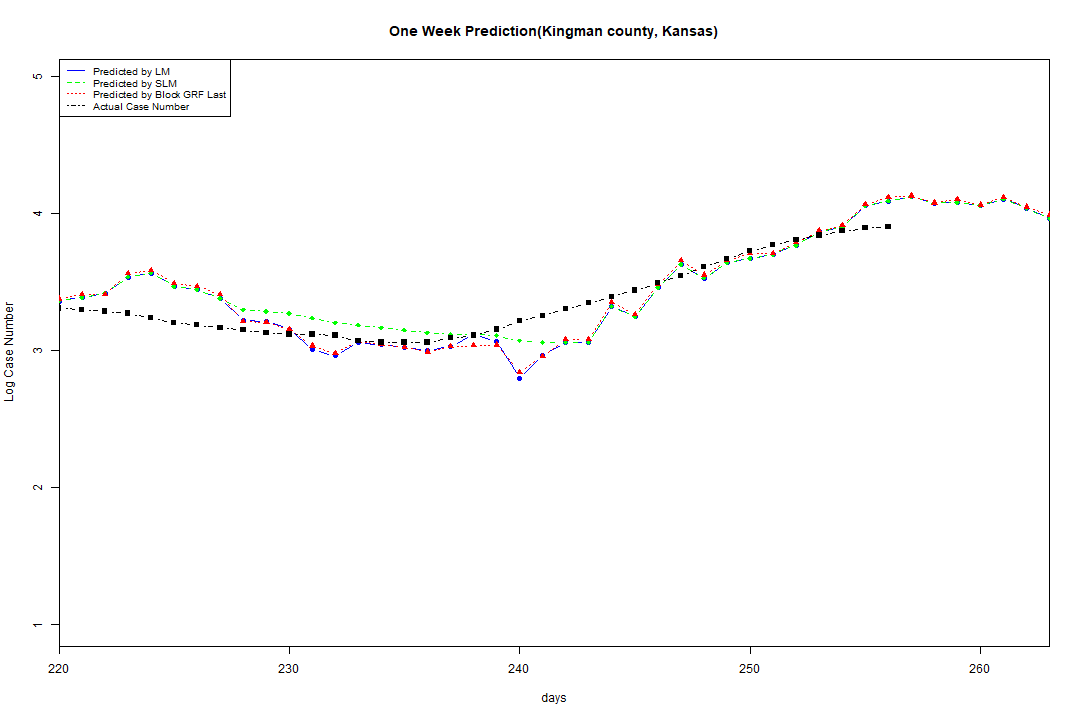 One Week Prediction(Kingman county, Kansas)
Predicted by LM
Predicted by SLM
Predicted by Block GRF Last
Actual Case Number
5
4
3
2
1
Log Case Number
220 230 240 250 260
days